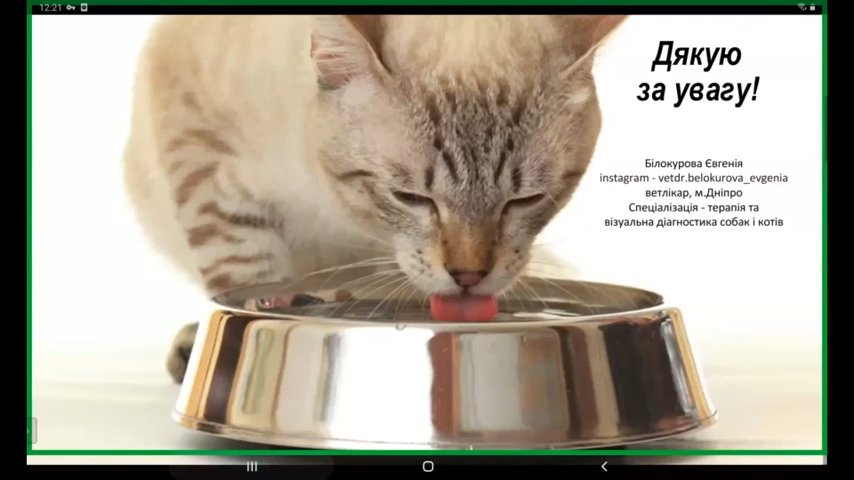 12:21
Дякую
за увагу!
Білокурова Євгенія
instagram - vetdr.belokurova_evgenia
ветлікар, м.Дніпро
Спеціалізація - терапія та
візуальна діагностика собак і котів